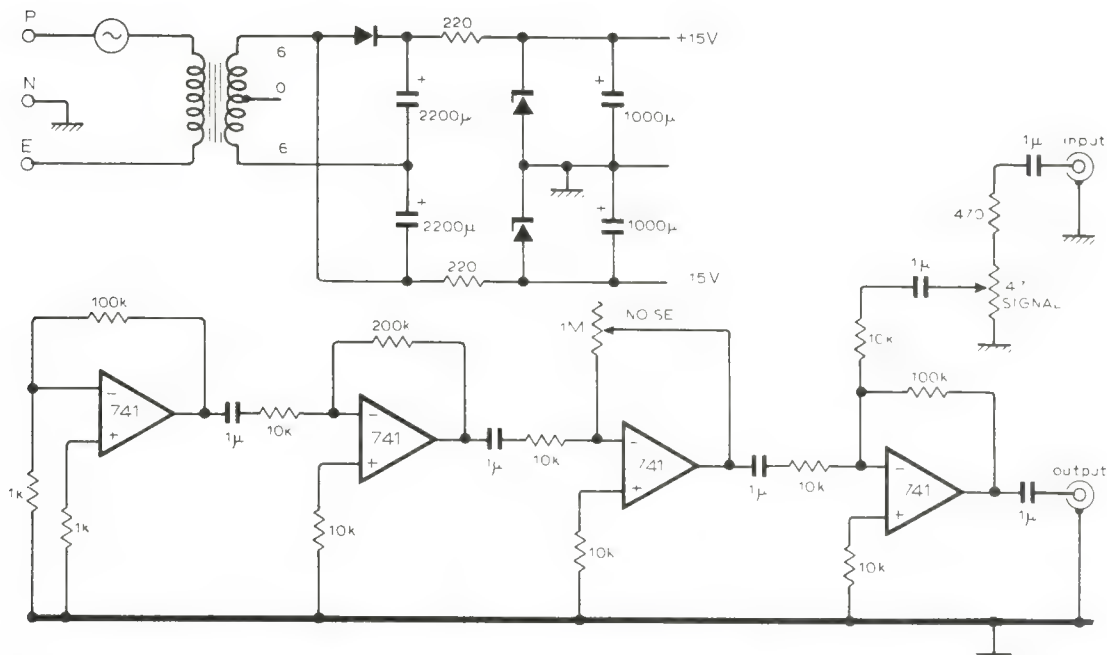 P
N
E
6
0
6
220
+15V
+
2200µ
+
1000µ
+
2200µ
+
1000µ
220
15V
1µ
input
470
1µ
SIGNAL
10k
100k
100k
−
741
+
1k
1k
1µ
10k
200k
−
741
+
10k
1µ
10k
1M
NO SE
−
741
+
10k
1µ
10k
−
741
+
10k
1µ
output